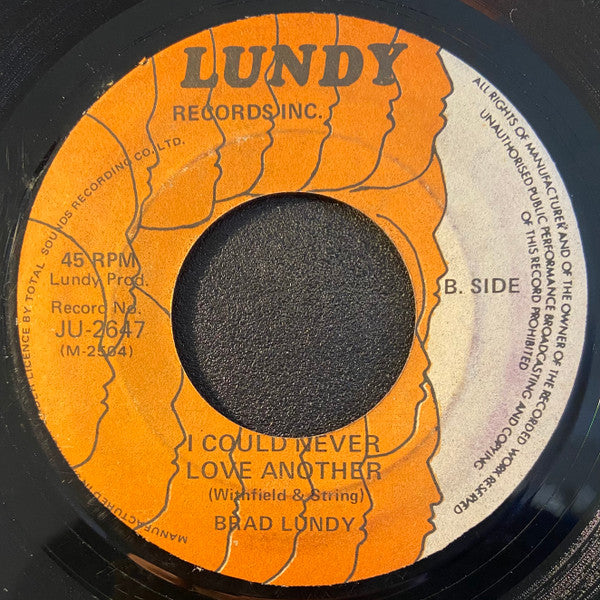 LUNDY
RECORDS INC.
45 RPM
Lundy Prod.
Record No.
JU-2647
(M-2504)
B. SIDE
I COULD NEVER
LOVE ANOTHER
(Withfield & String)
BRAD LUNDY
MANUFACTURED
LICENCE BY TOTAL SOUNDS RECORDING CO. LTD.
ALL RIGHTS OF MANUFACTURER AND OF THE OWNER OF THE RECORDED WORK RESERVED
UNAUTHORISED PUBLIC PERFORMANCE BROADCASTING AND COPYING
OF THIS RECORD PROHIBITED